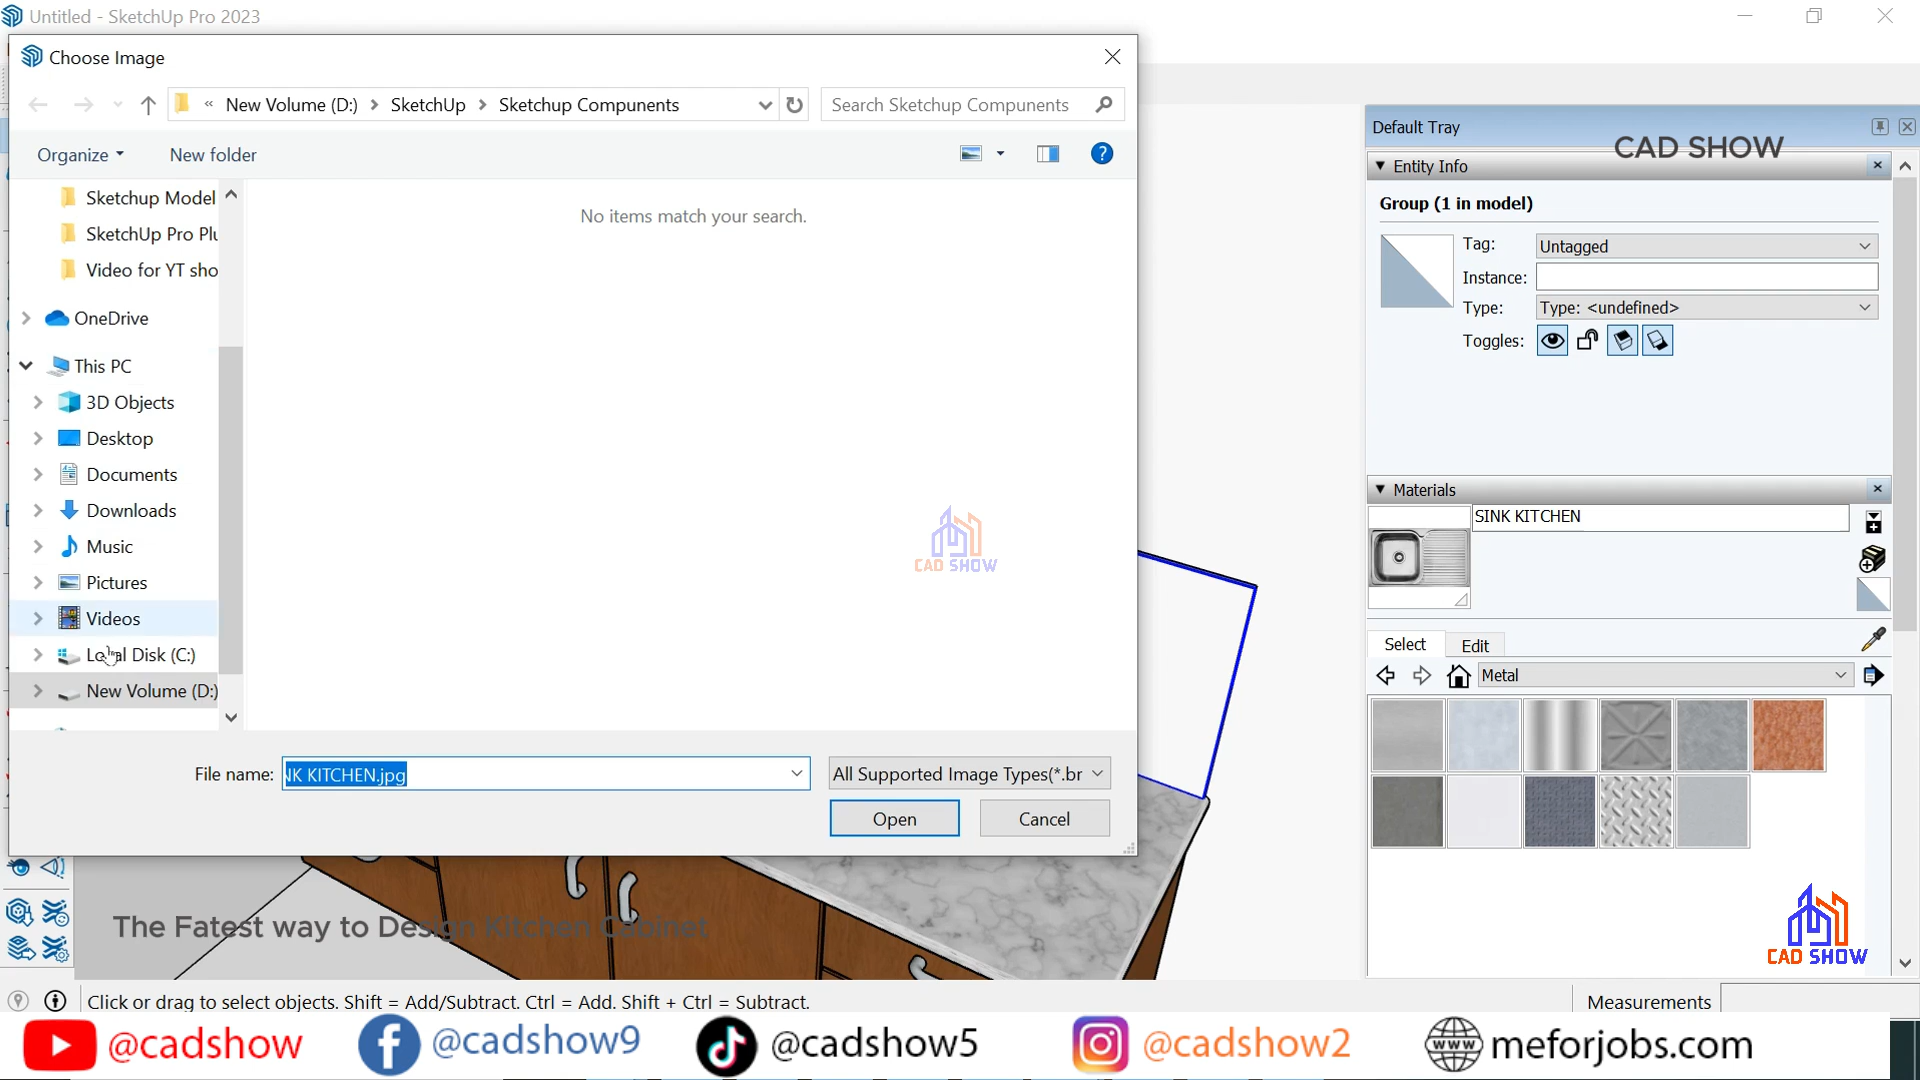 Untitled - SketchUp Pro 2023
Choose Image
« New Volume (D:) > SketchUp > Sketchup Components
Search Sketchup Components
Organize
New folder
Sketchup Model
SketchUp Pro Plu
Video for YT sho
OneDrive
This PC
3D Objects
Desktop
Documents
Downloads
Music
Pictures
Videos
Local Disk (C:)
New Volume (D:)
No items match your search.
CAD SHOW
File name:
NK KITCHEN.jpg
All Supported Image Types(*.br
Open
Cancel
Default Tray
CAD SHOW
Entity Info
Group (1 in model)
Tag:
Untagged
Instance:
Type:
Type: <undefined>
Toggles:
Materials
SINK KITCHEN
Select
Edit
Metal
CAD SHOW
The Fatest way to Design Kitchen Cabinet
Click or drag to select objects. Shift = Add/Subtract. Ctrl = Add. Shift + Ctrl = Subtract.
Measurements
@cadshow
@cadshow9
@cadshow5
@cadshow2
www
meforjobs.com